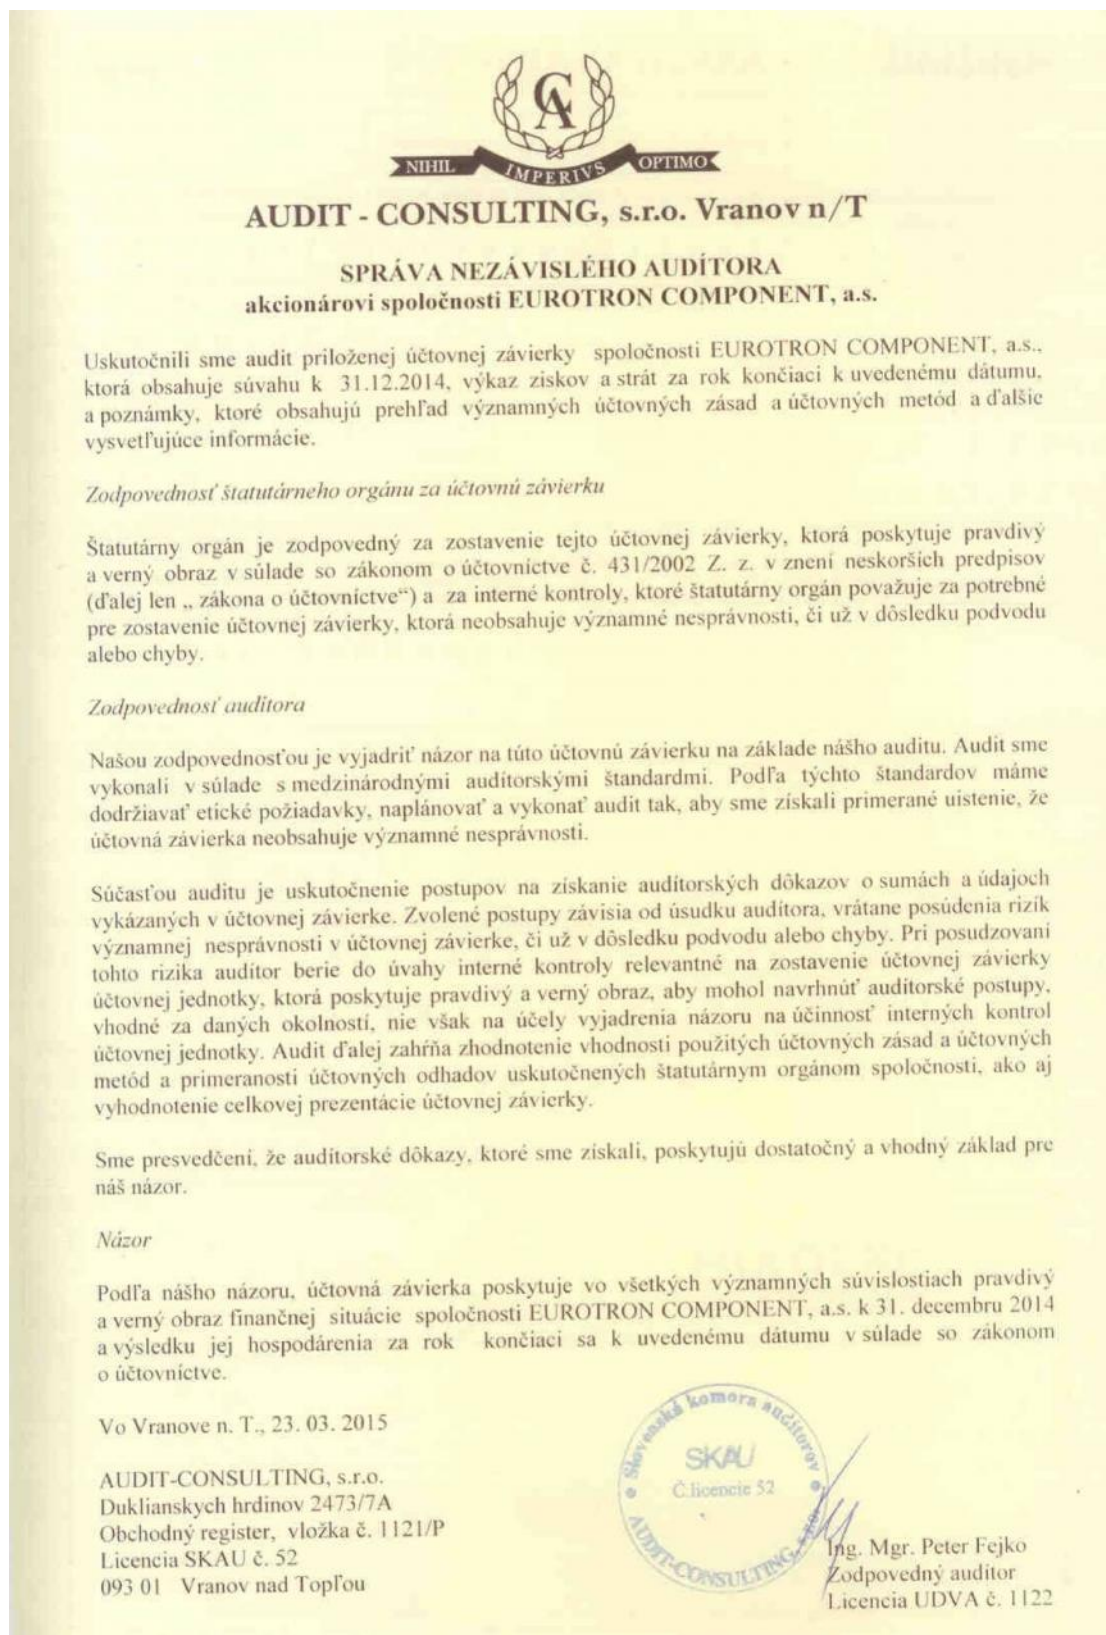 CA
NIHIL IMPERIVS OPTIMO
AUDIT - CONSULTING, s.r.o. Vranov n/T
SPRÁVA NEZÁVISLÉHO AUDÍTORA
akcionárovi spoločnosti EUROTRON COMPONENT, a.s.
Uskutočnili sme audit priloženej účtovnej závierky spoločnosti EUROTRON COMPONENT, a.s.,
ktorá obsahuje súvahu k 31.12.2014, výkaz ziskov a strát za rok končiaci k uvedenému dátumu,
a poznámky, ktoré obsahujú prehľad významných účtovných zásad a účtovných metód a ďalšie
vysvetľujúce informácie.
Zodpovednosť štatutárneho orgánu za účtovnú závierku
Štatutárny orgán je zodpovedný za zostavenie tejto účtovnej závierky, ktorá poskytuje pravdivý
a verný obraz v súlade so zákonom o účtovníctve č. 431/2002 Z. z. v znení neskorších predpisov
(ďalej len „ zákona o účtovníctve“) a za interné kontroly, ktoré štatutárny orgán považuje za potrebné
pre zostavenie účtovnej závierky, ktorá neobsahuje významné nesprávnosti, či už v dôsledku podvodu
alebo chyby.
Zodpovednosť audítora
Našou zodpovednosťou je vyjadriť názor na túto účtovnú závierku na základe nášho auditu. Audit sme
vykonali v súlade s medzinárodnými audítorskými štandardmi. Podľa týchto štandardov máme
dodržiavať etické požiadavky, naplánovať a vykonať audit tak, aby sme získali primerané uistenie, že
účtovná závierka neobsahuje významné nesprávnosti.
Súčasťou auditu je uskutočnenie postupov na získanie audítorských dôkazov o sumách a údajoch
vykázaných v účtovnej závierke. Zvolené postupy závisia od úsudku audítora, vrátane posúdenia rizík
významnej nesprávnosti v účtovnej závierke, či už v dôsledku podvodu alebo chyby. Pri posudzovaní
tohto rizika audítor berie do úvahy interné kontroly relevantné na zostavenie účtovnej závierky
účtovnej jednotky, ktorá poskytuje pravdivý a verný obraz, aby mohol navrhnúť audítorské postupy,
vhodné za daných okolností, nie však na účely vyjadrenia názoru na účinnosť interných kontrol
účtovnej jednotky. Audit ďalej zahŕňa zhodnotenie vhodnosti použitých účtovných zásad a účtovných
metód a primeranosti účtovných odhadov uskutočnených štatutárnym orgánom spoločnosti, ako aj
vyhodnotenie celkovej prezentácie účtovnej závierky.
Sme presvedčení, že audítorské dôkazy, ktoré sme získali, poskytujú dostatočný a vhodný základ pre
náš názor.
Názor
Podľa nášho názoru, účtovná závierka poskytuje vo všetkých významných súvislostiach pravdivý
a verný obraz finančnej situácie spoločnosti EUROTRON COMPONENT, a.s. k 31. decembru 2014
a výsledku jej hospodárenia za rok končiaci sa k uvedenému dátumu v súlade so zákonom
o účtovníctve.
Vo Vranove n. T., 23. 03. 2015
AUDIT-CONSULTING, s.r.o.
Duklianskych hrdinov 2473/7A
Obchodný register, vložka č. 1121/P
Licencia SKAU č. 52
093 01 Vranov nad Topľou
Slovenská komora audítorov
SKAU
Č.licencie 52
AUDIT-CONSULTING, s.r.o.
Ing. Mgr. Peter Fejko
Zodpovedný audítor
Licencia UDVA č. 1122